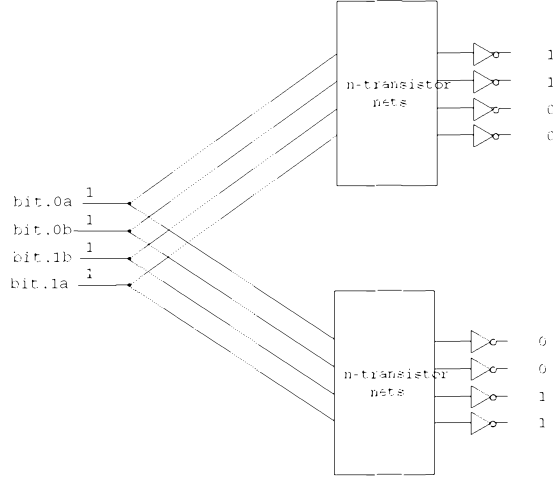 n-transistor
nets
1
1
0
0
bit.0a 1
bit.0b 1
bit.1b 1
bit.1a 1
n-transistor
nets
0
0
1
1